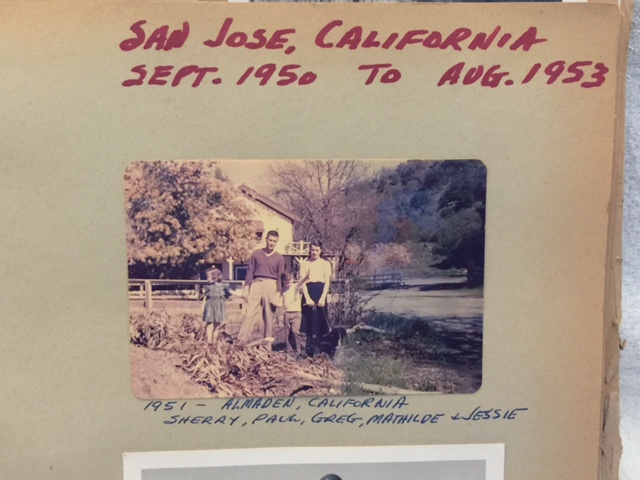 SAN JOSE, CALIFORNIA
SEPT. 1950 TO AUG. 1953
1951 - ALMADEN, CALIFORNIA
SHERRY, PAUL, GREG, MATHILDE & JESSIE